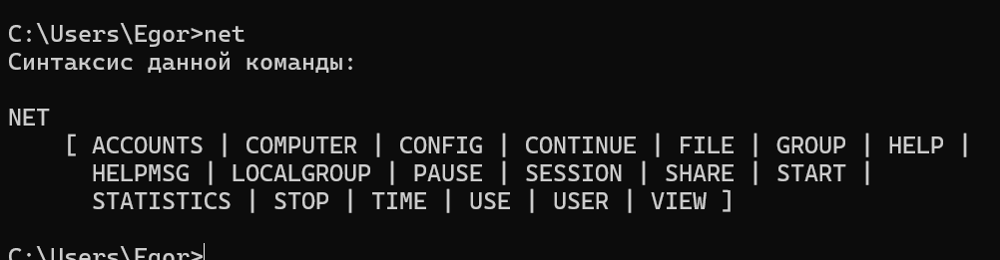 C:\Users\Egor>net
Синтаксис данной команды:
NET
[ ACCOUNTS | COMPUTER | CONFIG | CONTINUE | FILE | GROUP | HELP |
HELPMSG | LOCALGROUP | PAUSE | SESSION | SHARE | START |
STATISTICS | STOP | TIME | USE | USER | VIEW ]
C:\Users\Egor>